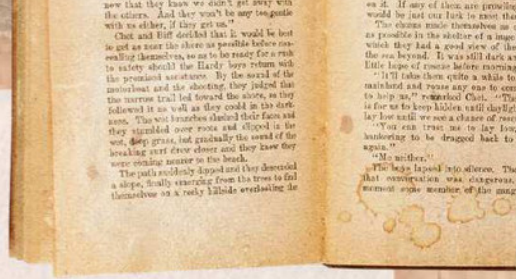 now that they knew we didn't get away with
the others. And they won't be any too gentle
with us either, if they get us."
Chet and Biff decided that it would be best
to get as near the shore as possible before con-
cealing themselves, so as to be ready for a rush
to safety should the Hardy boys return with
the promised assistance. By the sound of the
motorboat and the shooting, they judged that
the narrow trail led toward the shore, so they
followed it as well as they could in the dark-
ness. The wet branches slashed their faces and
they stumbled over roots and slipped in the
wet, deep grass, but gradually the sound of the
breaking surf drew closer and they knew they
were coming nearer to the beach.
The path suddenly dipped and they descended
a slope, finally emerging from the trees to find
themselves on a rocky hillside overlooking the
on it. If any of them are prowling
would be just our luck to meet them
The chums made themselves as
as possible in the shelter of a huge
which they had a good view of the
the sea beyond. It was still dark
little hope of rescue before morning
"It'll take them quite a while to
mainland and rouse any one to come
to help us," remarked Chet. "The
is for us to keep hidden until daylight
lay low until we see a chance of
"You can trust me to lay low,
hankering to be dragged back to
again."
"Me neither."
The boys lapsed into silence. The
that conversation was dangerous.
moment some member of the gang